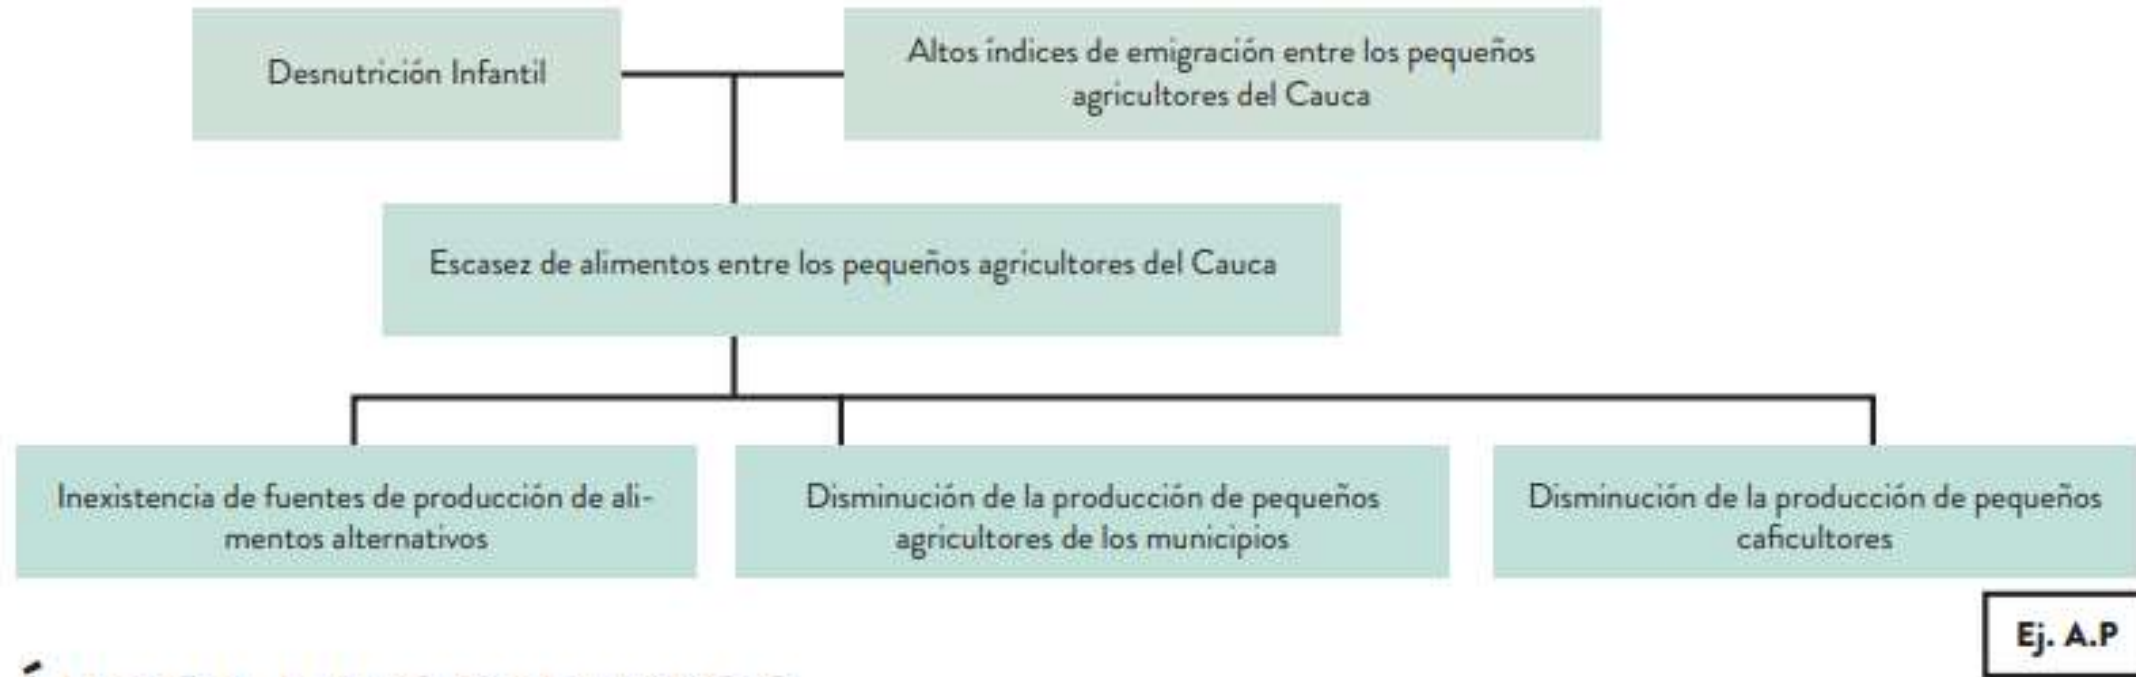 Desnutrición Infantil
Altos índices de emigración entre los pequeños
agricultores del Cauca
Escasez de alimentos entre los pequeños agricultores del Cauca
Inexistencia de fuentes de producción de ali-
mentos alternativos
Disminución de la producción de pequeños
agricultores de los municipios
Disminución de la producción de pequeños
caficultores
Ej. A.P